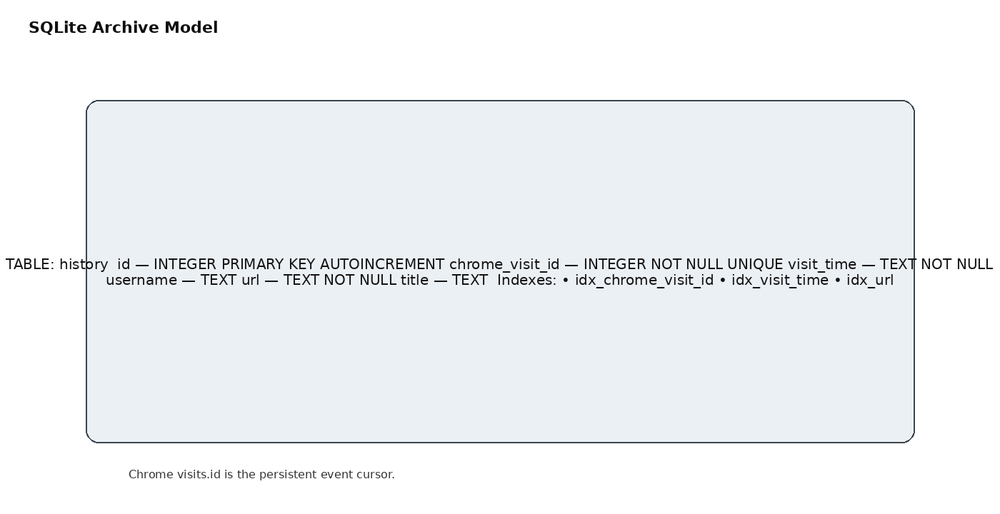 SQLite Archive Model
TABLE: history  id — INTEGER PRIMARY KEY AUTOINCREMENT chrome_visit_id — INTEGER NOT NULL UNIQUE visit_time — TEXT NOT NULL
username — TEXT url — TEXT NOT NULL title — TEXT  Indexes: • idx_chrome_visit_id • idx_visit_time • idx_url
Chrome visits.id is the persistent event cursor.